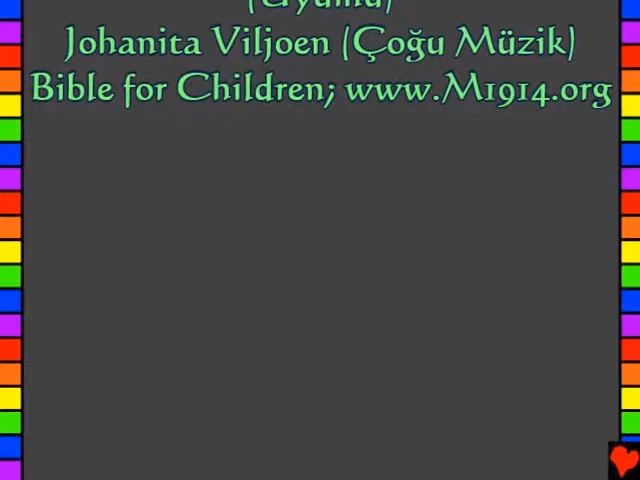 Johanita Viljoen (Çoğu Müzik)
Bible for Children; www.M1914.org